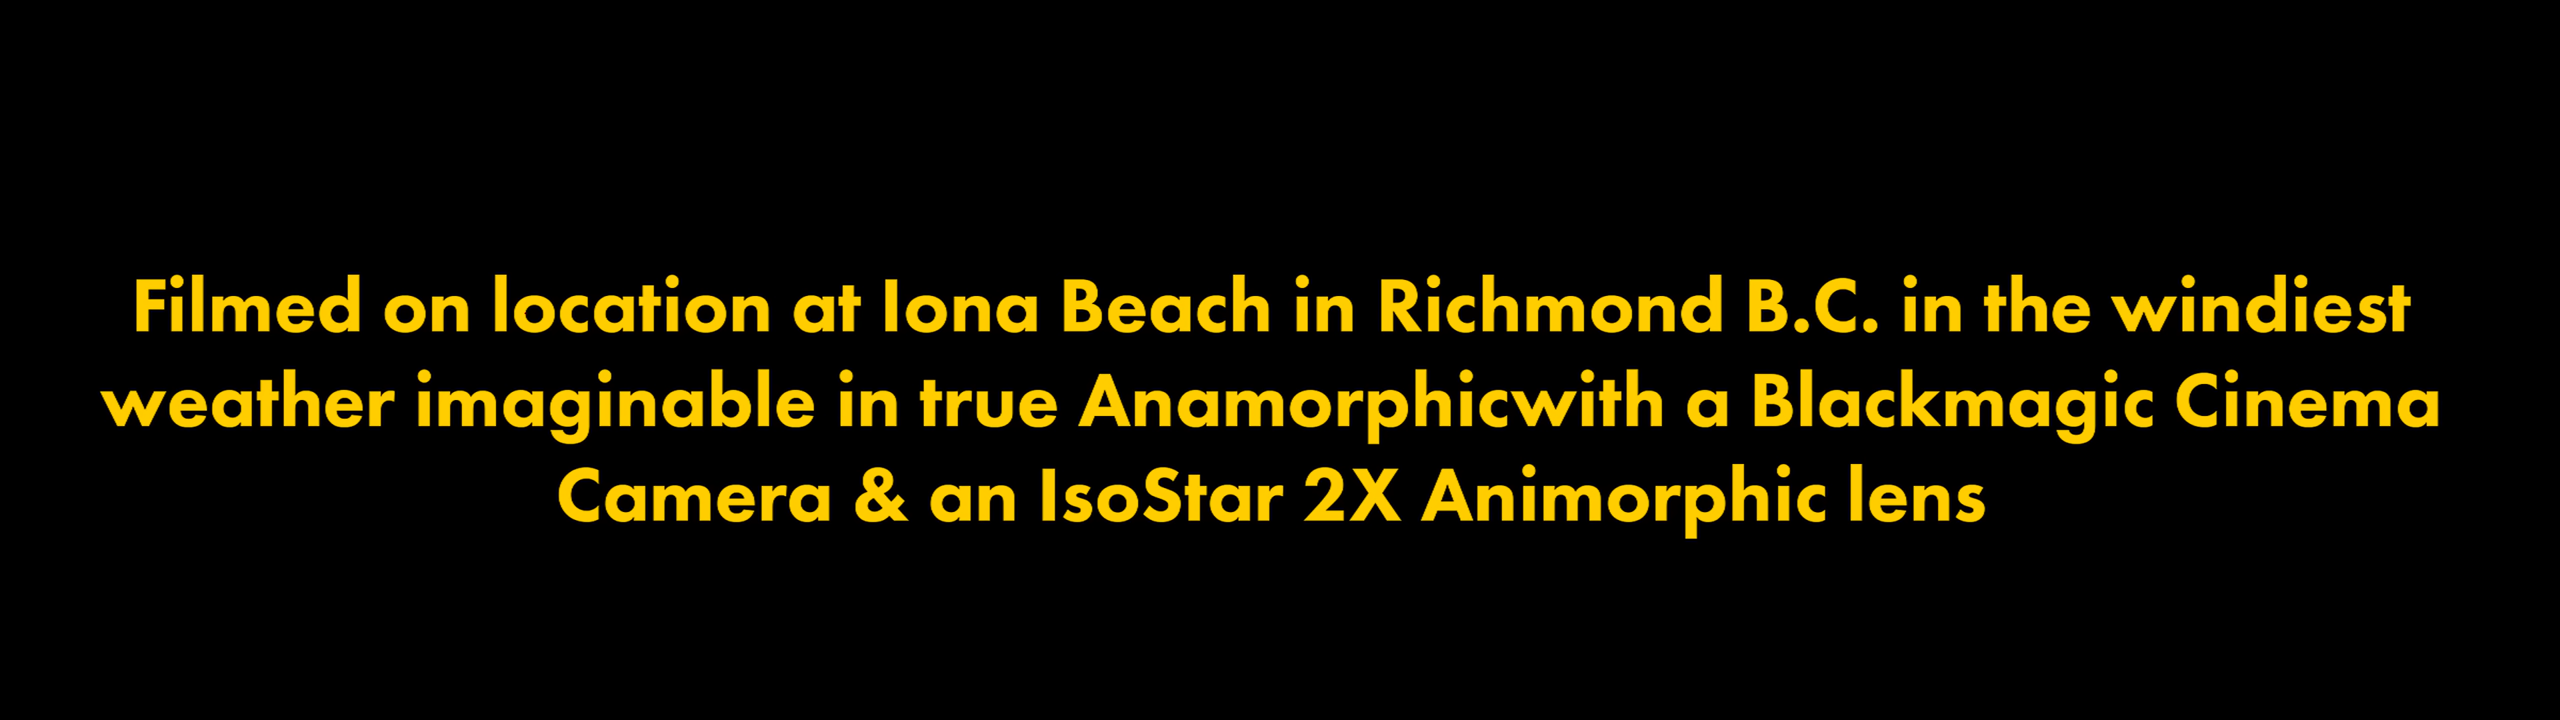 Filmed on location at Iona Beach in Richmond B.C. in the windiest
weather imaginable in true Anamorphicwith a Blackmagic Cinema
Camera & an IsoStar 2X Animorphic lens